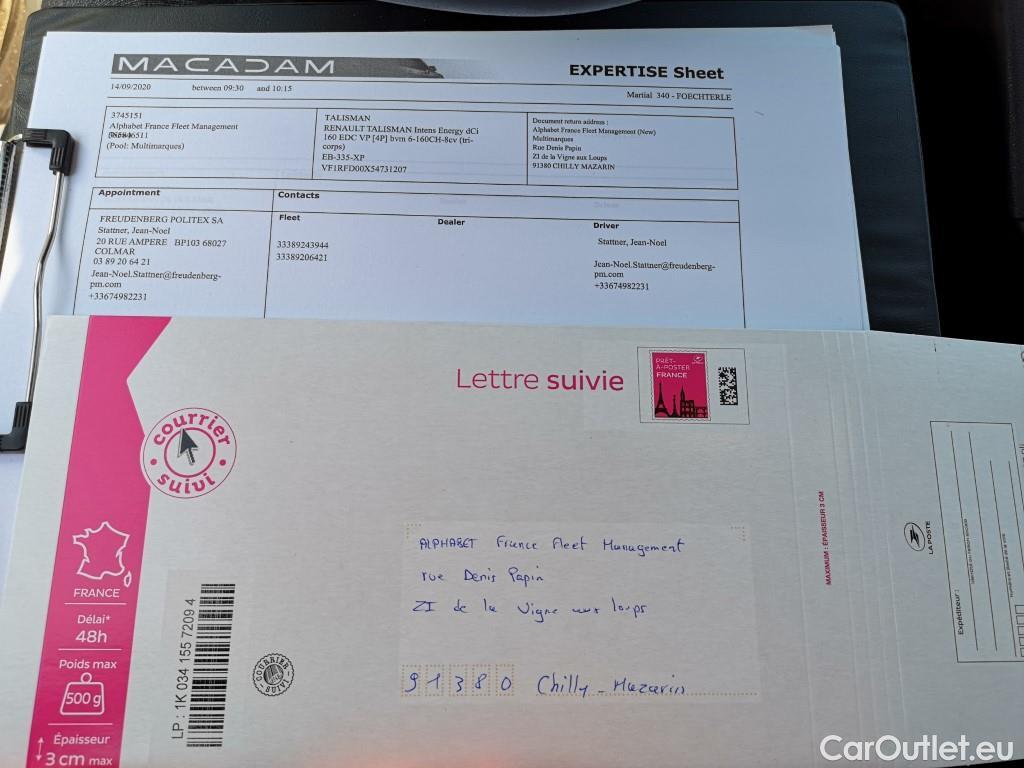 MACADAM
EXPERTISE Sheet
14/09/2020 between 09:30 and 10:15
Martial 340 - FOECHTERLE
3745151
Alphabet France Fleet Management
(Pool: Multimarques)
TALISMAN
RENAULT TALISMAN Intens Energy dCi
160 EDC VP [4P] bvm 6-160CH-8cv (tri-
corps)
EB-335-XP
VF1RFD00X54731207
Document return address :
Alphabet France Fleet Management (New)
Multimarques
Rue Denis Papin
ZI de la Vigne aux Loups
91380 CHILLY MAZARIN
Appointment
Contacts
FREUDENBERG POLITEX SA
Stattner, Jean-Noel
20 RUE AMPERE BP103 68027
COLMAR
03 89 20 64 21
Jean-Noel.Stattner@freudenberg-
pm.com
+33674982231
Fleet
33389243944
33389206421
Dealer
Driver
Stattner, Jean-Noel
Jean-Noel.Stattner@freudenberg-
pm.com
+33674982231
Lettre suivie
PRÊT-
À-POSTER
FRANCE
courrier
suivi
FRANCE
Délai*
48h
Poids max
500g
Épaisseur
3 cm max
LP : 1K 034 155 7209 4
COURRIER
SUIVI
ALPHABET France Fleet Management
rue Denis Papin
ZI de la Vigne aux loups
91380 Chilly-Mazarin
MAXIMUM : ÉPAISSEUR 3 CM
LA POSTE
Expéditeur :
CarOutlet.eu